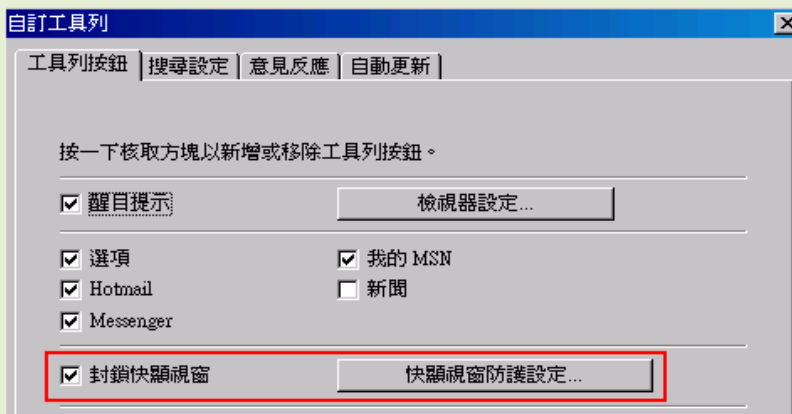 自訂工具列
工具列按鈕 搜尋設定 意見反應 自動更新
按一下核取方塊以新增或移除工具列按鈕。
醒目提示 檢視器設定...
選項 我的 MSN
Hotmail 新聞
Messenger
封鎖快顯視窗 快顯視窗防護設定...